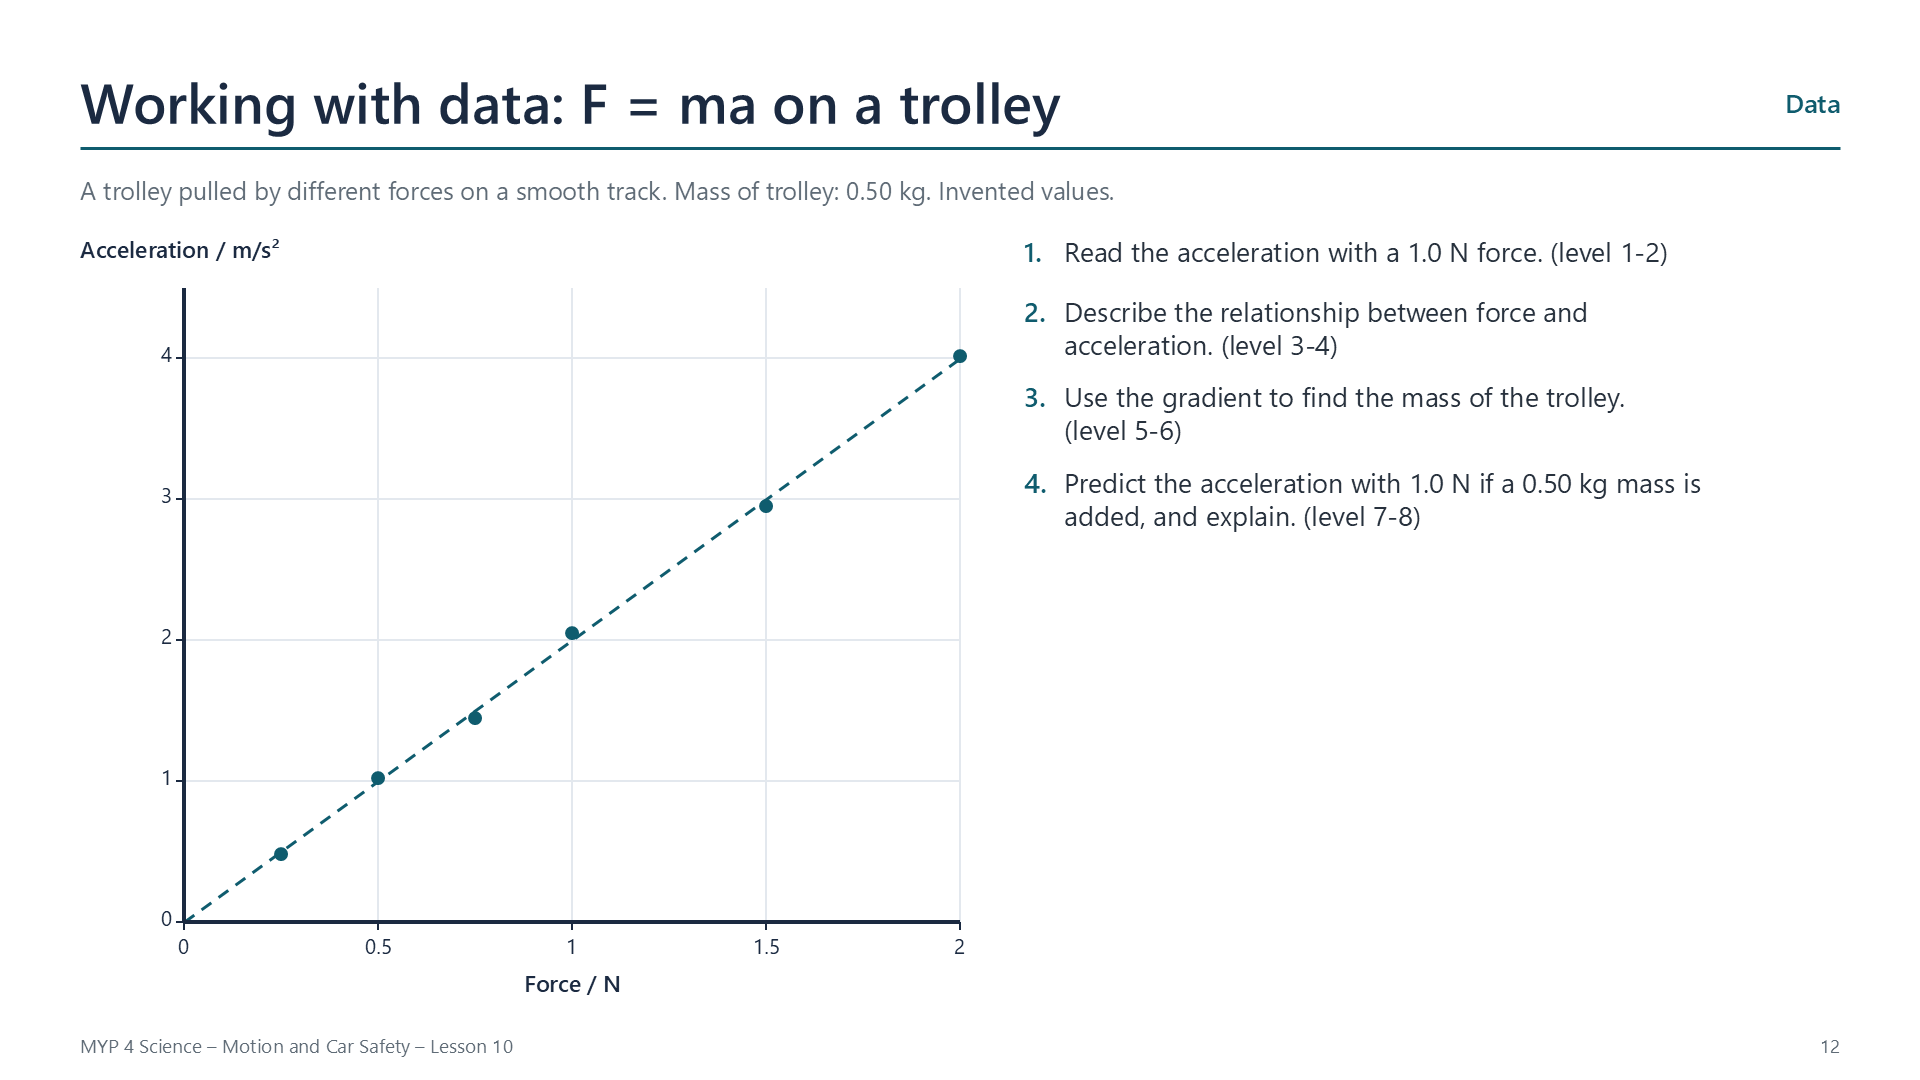 Working with data: F = ma on a trolley
Data
A trolley pulled by different forces on a smooth track. Mass of trolley: 0.50 kg. Invented values.
Acceleration / m/s²
4
3
2
1
0
0 0.5 1 1.5 2
Force / N
1. Read the acceleration with a 1.0 N force. (level 1-2)
2. Describe the relationship between force and
acceleration. (level 3-4)
3. Use the gradient to find the mass of the trolley.
(level 5-6)
4. Predict the acceleration with 1.0 N if a 0.50 kg mass is
added, and explain. (level 7-8)
MYP 4 Science – Motion and Car Safety – Lesson 10
12